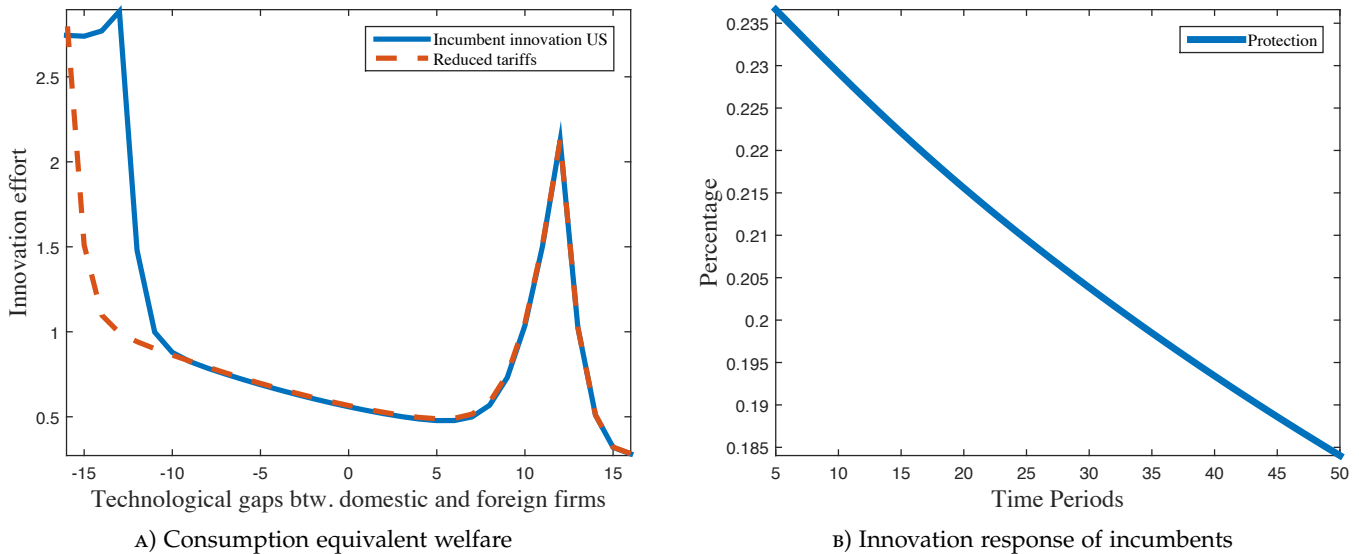 Incumbent innovation US
Reduced tariffs
2.5
2
1.5
1
0.5
Innovation effort
-15 -10 -5 0 5 10 15
Technological gaps btw. domestic and foreign firms
A) Consumption equivalent welfare
Protection
0.235
0.23
0.225
0.22
0.215
0.21
0.205
0.2
0.195
0.19
0.185
Percentage
5 10 15 20 25 30 35 40 45 50
Time Periods
B) Innovation response of incumbents